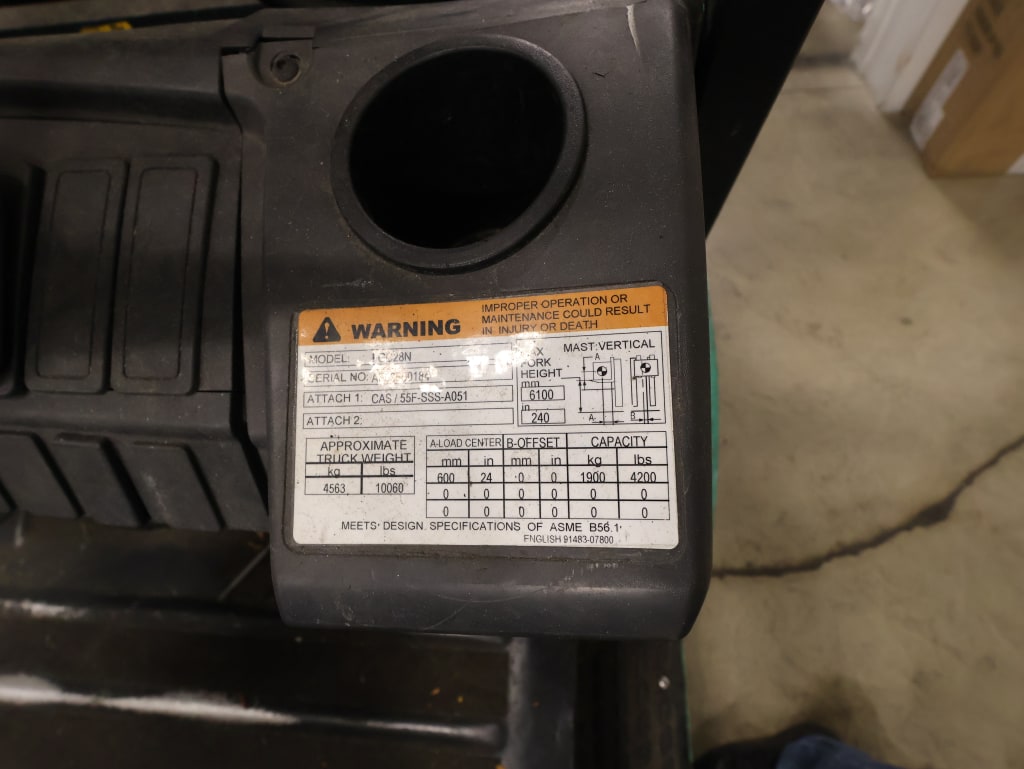 WARNING
IMPROPER OPERATION OR
MAINTENANCE COULD RESULT
IN INJURY OR DEATH
MODEL:
SERIAL NO:
ATTACH 1: CAS / 55F-SSS-A051
ATTACH 2:
FORK
HEIGHT
mm
6100
in
240
MAST:VERTICAL
A
A
B
APPROXIMATE
TRUCK WEIGHT
kg lbs
4563 10060
A-LOAD CENTER B-OFFSET CAPACITY
mm in mm in kg lbs
600 24 0 0 1900 4200
0 0 0 0 0 0
0 0 0 0 0 0
MEETS DESIGN SPECIFICATIONS OF ASME B56.1
ENGLISH 91483-07800